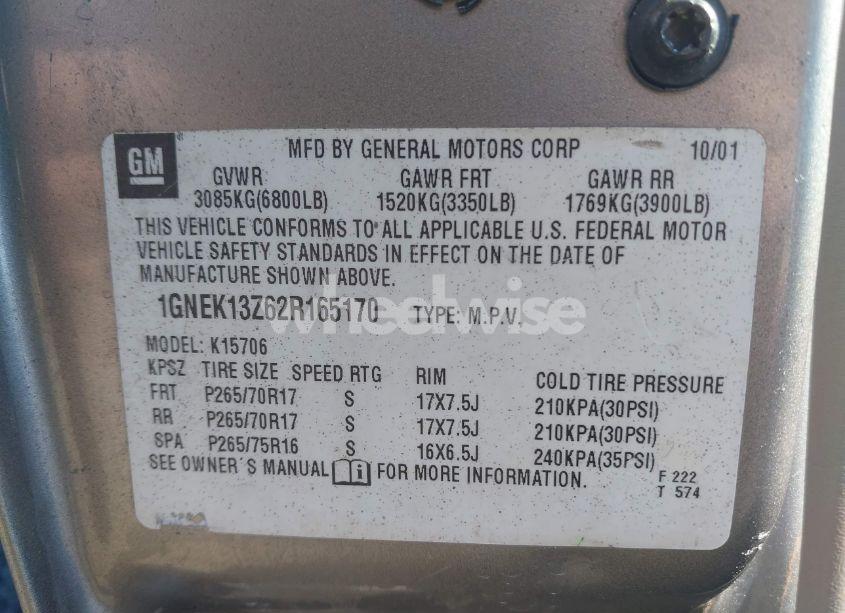 GM
MFD BY GENERAL MOTORS CORP 10/01
GVWR GAWR FRT GAWR RR
3085KG(6800LB) 1520KG(3350LB) 1769KG(3900LB)
THIS VEHICLE CONFORMS TO ALL APPLICABLE U.S. FEDERAL MOTOR
VEHICLE SAFETY STANDARDS IN EFFECT ON THE DATE OF
MANUFACTURE SHOWN ABOVE.
1GNEK13Z62R165170 TYPE: M.P.V.
wheelwise
MODEL: K15706
KPSZ TIRE SIZE SPEED RTG RIM COLD TIRE PRESSURE
FRT P265/70R17 S 17X7.5J 210KPA(30PSI)
RR P265/70R17 S 17X7.5J 210KPA(30PSI)
SPA P265/75R16 S 16X6.5J 240KPA(35PSI)
SEE OWNER'S MANUAL i FOR MORE INFORMATION.
F 222
T 574